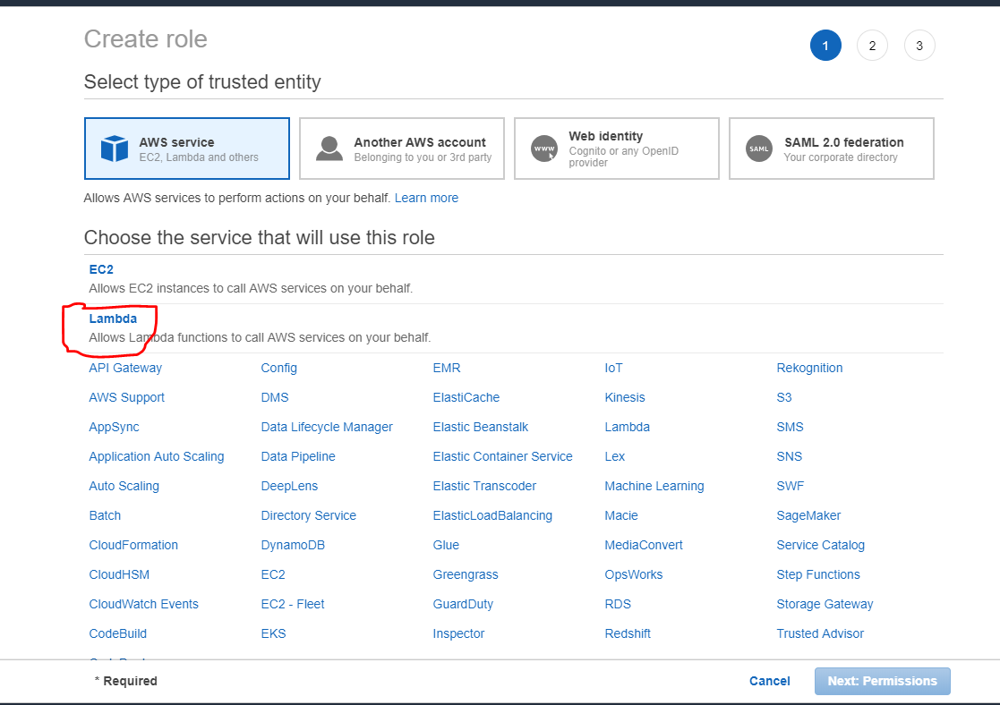 Create role
1 2 3
Select type of trusted entity
AWS service
EC2, Lambda and others
Another AWS account
Belonging to you or 3rd party
Web identity
Cognito or any OpenID
provider
SAML
SAML 2.0 federation
Your corporate directory
www
Allows AWS services to perform actions on your behalf. Learn more
Choose the service that will use this role
EC2
Allows EC2 instances to call AWS services on your behalf.
Lambda
Allows Lambda functions to call AWS services on your behalf.
API Gateway Config EMR IoT Rekognition
AWS Support DMS ElastiCache Kinesis S3
AppSync Data Lifecycle Manager Elastic Beanstalk Lambda SMS
Application Auto Scaling Data Pipeline Elastic Container Service Lex SNS
Auto Scaling DeepLens Elastic Transcoder Machine Learning SWF
Batch Directory Service ElasticLoadBalancing Macie SageMaker
CloudFormation DynamoDB Glue MediaConvert Service Catalog
CloudHSM EC2 Greengrass OpsWorks Step Functions
CloudWatch Events EC2 - Fleet GuardDuty RDS Storage Gateway
CodeBuild EKS Inspector Redshift Trusted Advisor
* Required
Cancel
Next: Permissions